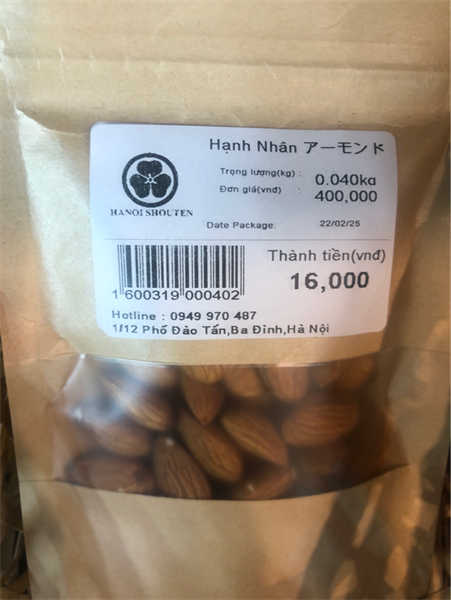 Hạnh Nhân アーモンド
Trọng lượng(kg) : 0.040kg
Đơn giá(vnđ) : 400,000
HANOI SHOUTEN
Date Package: 22/02/25
Thành tiền(vnđ)
16,000
1 600319 000402
Hotline : 0949 970 487
1/12 Phố Đào Tấn,Ba Đình,Hà Nội